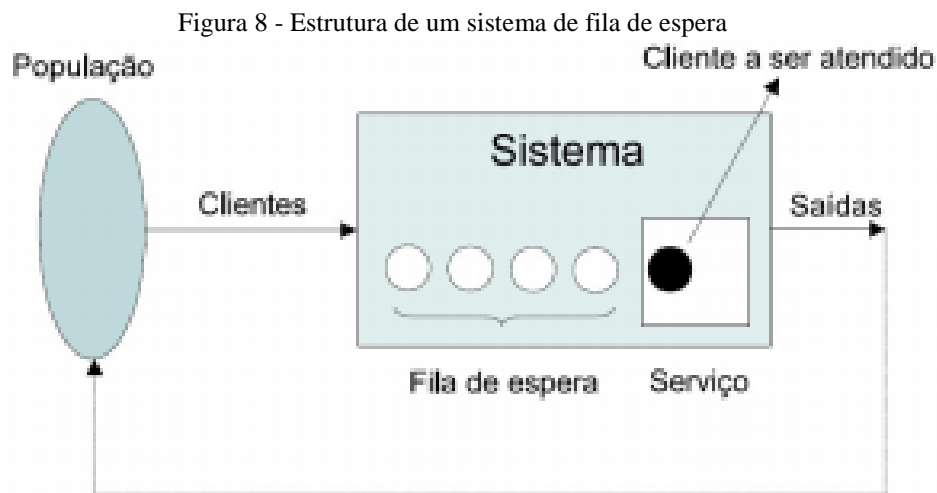 Figura 8 - Estrutura de um sistema de fila de espera
População
Cliente a ser atendido
Sistema
Clientes
Saídas
Fila de espera
Serviço